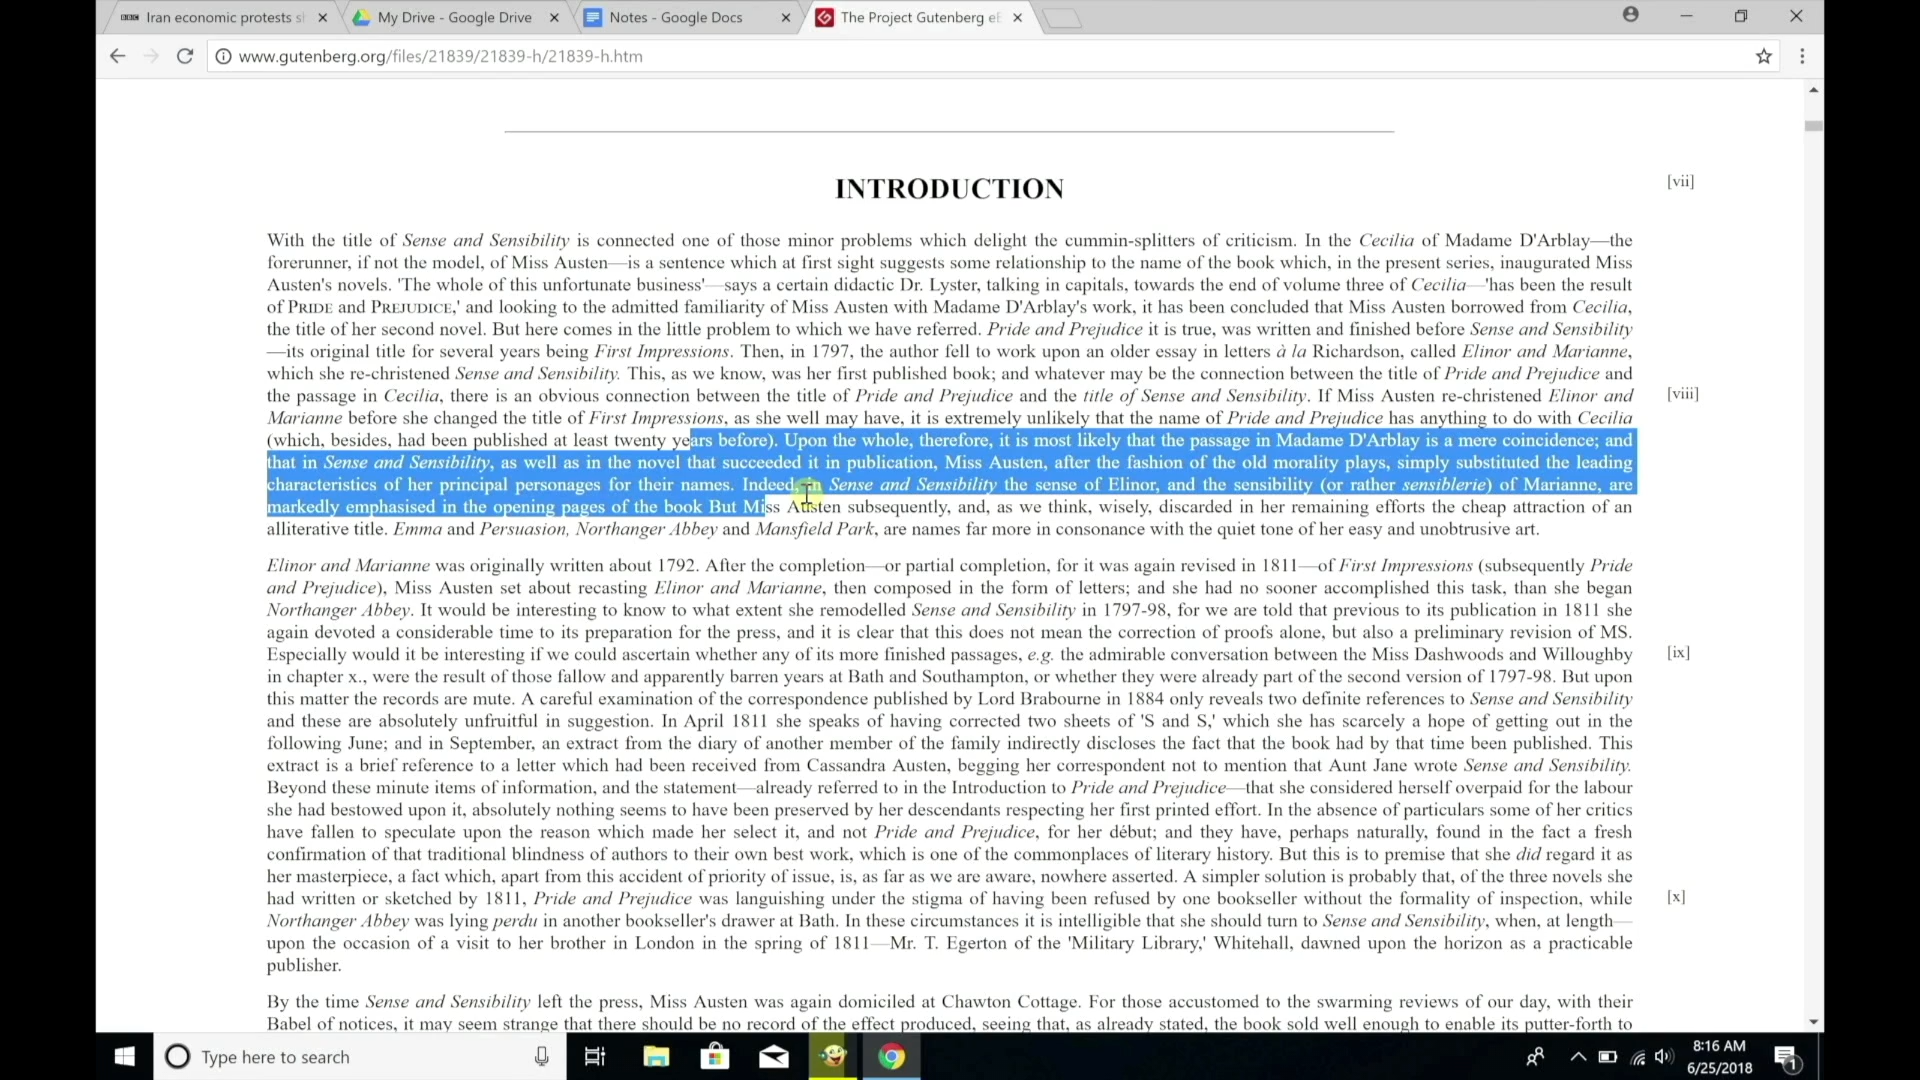 Iran economic protests s
My Drive - Google Drive
Notes - Google Docs
The Project Gutenberg eB
www.gutenberg.org/files/21839/21839-h/21839-h.htm
INTRODUCTION
[vii]
With the title of Sense and Sensibility is connected one of those minor problems which delight the cummin-splitters of criticism. In the Cecilia of Madame D'Arblay—the
forerunner, if not the model, of Miss Austen—is a sentence which at first sight suggests some relationship to the name of the book which, in the present series, inaugurated Miss
Austen's novels. 'The whole of this unfortunate business'—says a certain didactic Dr. Lyster, talking in capitals, towards the end of volume three of Cecilia—'has been the result
of PRIDE and PREJUDICE,' and looking to the admitted familiarity of Miss Austen with Madame D'Arblay's work, it has been concluded that Miss Austen borrowed from Cecilia,
the title of her second novel. But here comes in the little problem to which we have referred. Pride and Prejudice it is true, was written and finished before Sense and Sensibility
—its original title for several years being First Impressions. Then, in 1797, the author fell to work upon an older essay in letters à la Richardson, called Elinor and Marianne,
which she re-christened Sense and Sensibility. This, as we know, was her first published book; and whatever may be the connection between the title of Pride and Prejudice and
the passage in Cecilia, there is an obvious connection between the title of Pride and Prejudice and the title of Sense and Sensibility. If Miss Austen re-christened Elinor and
[viii]
Marianne before she changed the title of First Impressions, as she well may have, it is extremely unlikely that the name of Pride and Prejudice has anything to do with Cecilia
(which, besides, had been published at least twenty years before). Upon the whole, therefore, it is most likely that the passage in Madame D'Arblay is a mere coincidence; and
that in Sense and Sensibility, as well as in the novel that succeeded it in publication, Miss Austen, after the fashion of the old morality plays, simply substituted the leading
characteristics of her principal personages for their names. Indeed, in Sense and Sensibility the sense of Elinor, and the sensibility (or rather sensiblerie) of Marianne, are
markedly emphasised in the opening pages of the book But Miss Austen subsequently, and, as we think, wisely, discarded in her remaining efforts the cheap attraction of an
alliterative title. Emma and Persuasion, Northanger Abbey and Mansfield Park, are names far more in consonance with the quiet tone of her easy and unobtrusive art.
Elinor and Marianne was originally written about 1792. After the completion—or partial completion, for it was again revised in 1811—of First Impressions (subsequently Pride
and Prejudice), Miss Austen set about recasting Elinor and Marianne, then composed in the form of letters; and she had no sooner accomplished this task, than she began
Northanger Abbey. It would be interesting to know to what extent she remodelled Sense and Sensibility in 1797-98, for we are told that previous to its publication in 1811 she
again devoted a considerable time to its preparation for the press, and it is clear that this does not mean the correction of proofs alone, but also a preliminary revision of MS.
Especially would it be interesting if we could ascertain whether any of its more finished passages, e.g. the admirable conversation between the Miss Dashwoods and Willoughby
[ix]
in chapter x., were the result of those fallow and apparently barren years at Bath and Southampton, or whether they were already part of the second version of 1797-98. But upon
this matter the records are mute. A careful examination of the correspondence published by Lord Brabourne in 1884 only reveals two definite references to Sense and Sensibility
and these are absolutely unfruitful in suggestion. In April 1811 she speaks of having corrected two sheets of 'S and S,' which she has scarcely a hope of getting out in the
following June; and in September, an extract from the diary of another member of the family indirectly discloses the fact that the book had by that time been published. This
extract is a brief reference to a letter which had been received from Cassandra Austen, begging her correspondent not to mention that Aunt Jane wrote Sense and Sensibility.
Beyond these minute items of information, and the statement—already referred to in the Introduction to Pride and Prejudice—that she considered herself overpaid for the labour
she had bestowed upon it, absolutely nothing seems to have been preserved by her descendants respecting her first printed effort. In the absence of particulars some of her critics
have fallen to speculate upon the reason which made her select it, and not Pride and Prejudice, for her début; and they have, perhaps naturally, found in the fact a fresh
confirmation of that traditional blindness of authors to their own best work, which is one of the commonplaces of literary history. But this is to premise that she did regard it as
her masterpiece, a fact which, apart from this accident of priority of issue, is, as far as we are aware, nowhere asserted. A simpler solution is probably that, of the three novels she
had written or sketched by 1811, Pride and Prejudice was languishing under the stigma of having been refused by one bookseller without the formality of inspection, while
[x]
Northanger Abbey was lying perdu in another bookseller's drawer at Bath. In these circumstances it is intelligible that she should turn to Sense and Sensibility, when, at length—
upon the occasion of a visit to her brother in London in the spring of 1811—Mr. T. Egerton of the 'Military Library,' Whitehall, dawned upon the horizon as a practicable
publisher.
By the time Sense and Sensibility left the press, Miss Austen was again domiciled at Chawton Cottage. For those accustomed to the swarming reviews of our day, with their
Babel of notices, it may seem strange that there should be no record of the effect produced, seeing that, as already stated, the book sold well enough to enable its putter-forth to
Type here to search
8:16 AM
6/25/2018
1